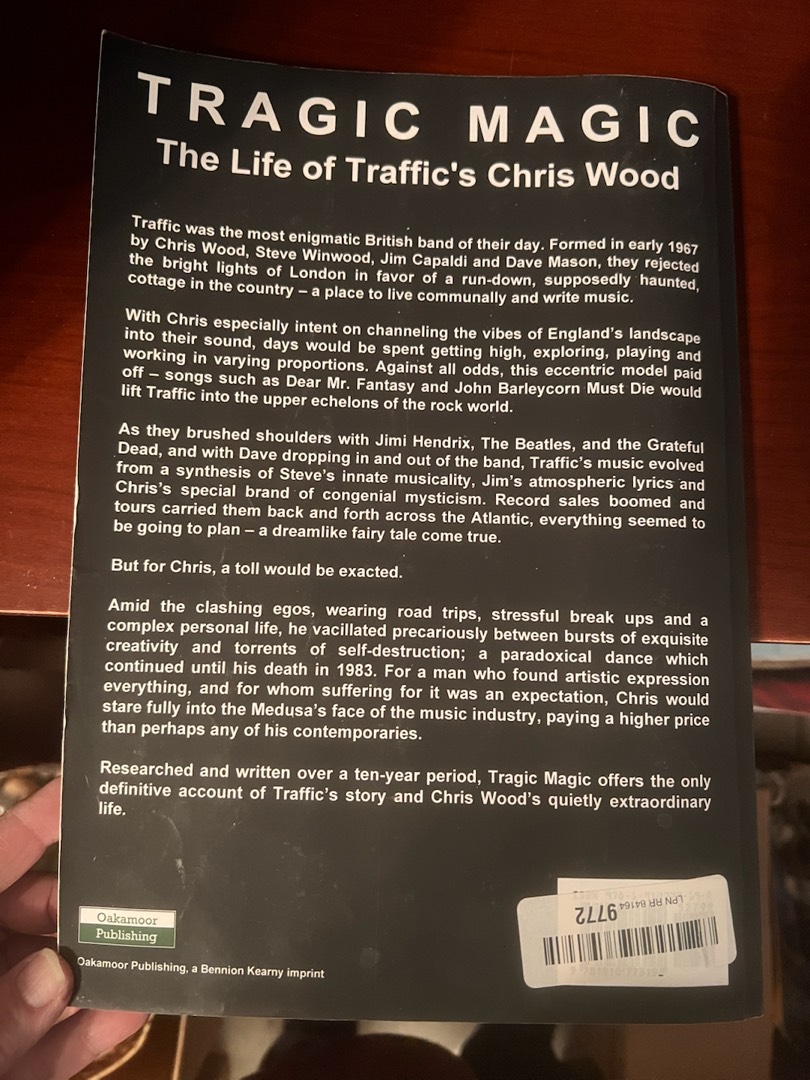 TRAGIC MAGIC
The Life of Traffic's Chris Wood
Traffic was the most enigmatic British band of their day. Formed in early 1967
by Chris Wood, Steve Winwood, Jim Capaldi and Dave Mason, they rejected
the bright lights of London in favor of a run-down, supposedly haunted,
cottage in the country – a place to live communally and write music.
With Chris especially intent on channeling the vibes of England's landscape
into their sound, days would be spent getting high, exploring, playing and
working in varying proportions. Against all odds, this eccentric model paid
off – songs such as Dear Mr. Fantasy and John Barleycorn Must Die would
lift Traffic into the upper echelons of the rock world.
As they brushed shoulders with Jimi Hendrix, The Beatles, and the Grateful
Dead, and with Dave dropping in and out of the band, Traffic's music evolved
from a synthesis of Steve's innate musicality, Jim's atmospheric lyrics and
Chris's special brand of congenial mysticism. Record sales boomed and
tours carried them back and forth across the Atlantic, everything seemed to
be going to plan – a dreamlike fairy tale come true.
But for Chris, a toll would be exacted.
Amid the clashing egos, wearing road trips, stressful break ups and a
complex personal life, he vacillated precariously between bursts of exquisite
creativity and torrents of self-destruction; a paradoxical dance which
continued until his death in 1983. For a man who found artistic expression
everything, and for whom suffering for it was an expectation, Chris would
stare fully into the Medusa's face of the music industry, paying a higher price
than perhaps any of his contemporaries.
Researched and written over a ten-year period, Tragic Magic offers the only
definitive account of Traffic's story and Chris Wood's quietly extraordinary
life.
Oakamoor
Publishing
Oakamoor Publishing, a Bennion Kearny imprint
LPN RR 84164 9772